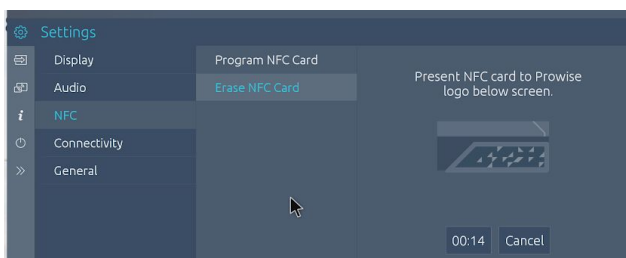 Settings
Display
Audio
NFC
Connectivity
General
Program NFC Card
Erase NFC Card
Present NFC card to Prowise
logo below screen.
00:14
Cancel